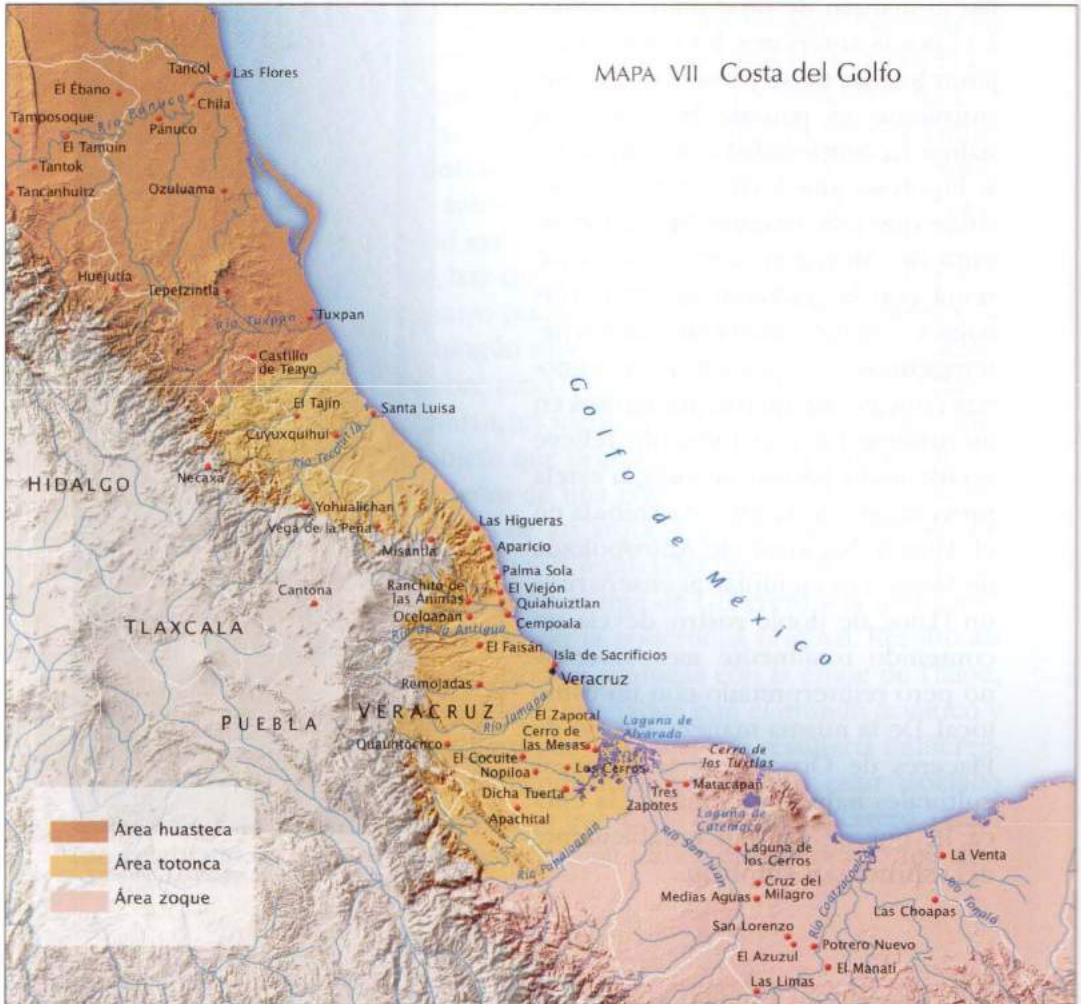 MAPA VII Costa del Golfo
Tancol
Las Flores
El Ébano
Chila
Río Pánuco
Tamposoque
Pánuco
El Tamuín
Tantok
Tancanhuitz
Ozuluama
Huejutla
Tepetzintla
Río Tuxpan
Tuxpan
Castillo
de Teayo
El Tajín
Santa Luisa
Cuyuxquihui
Río Tecolutla
Necaxa
HIDALGO
Golfo de México
Yohualichan
Vega de la Peña
Las Higueras
Misantla
Aparicio
Palma Sola
Cantona
Ranchito de
las Ánimas
El Viejón
Quiahuiztlan
Oceloapan
Cempoala
TLAXCALA
Río de la Antigua
El Faisán
Isla de Sacrificios
Veracruz
Remojadas
PUEBLA
VERACRUZ
Río Jamapa
El Zapotal
Laguna de
Alvarado
Quauhtochco
Cerro de
las Mesas
Cerro de
los Tuxtlas
El Cocuite
Los Cerros
Nopiloa
Matacapan
Dicha Tuerta
Tres
Zapotes
Apachital
Laguna de
Catemaco
Río Papaloapan
Río San Juan
Laguna de
los Cerros
La Venta
Río Coatzacoalcos
Río Tonalá
Cruz del
Milagro
Medias Aguas
Las Choapas
San Lorenzo
El Azuzul
Potrero Nuevo
El Manatí
Las Limas
Área huasteca
Área totonca
Área zoque